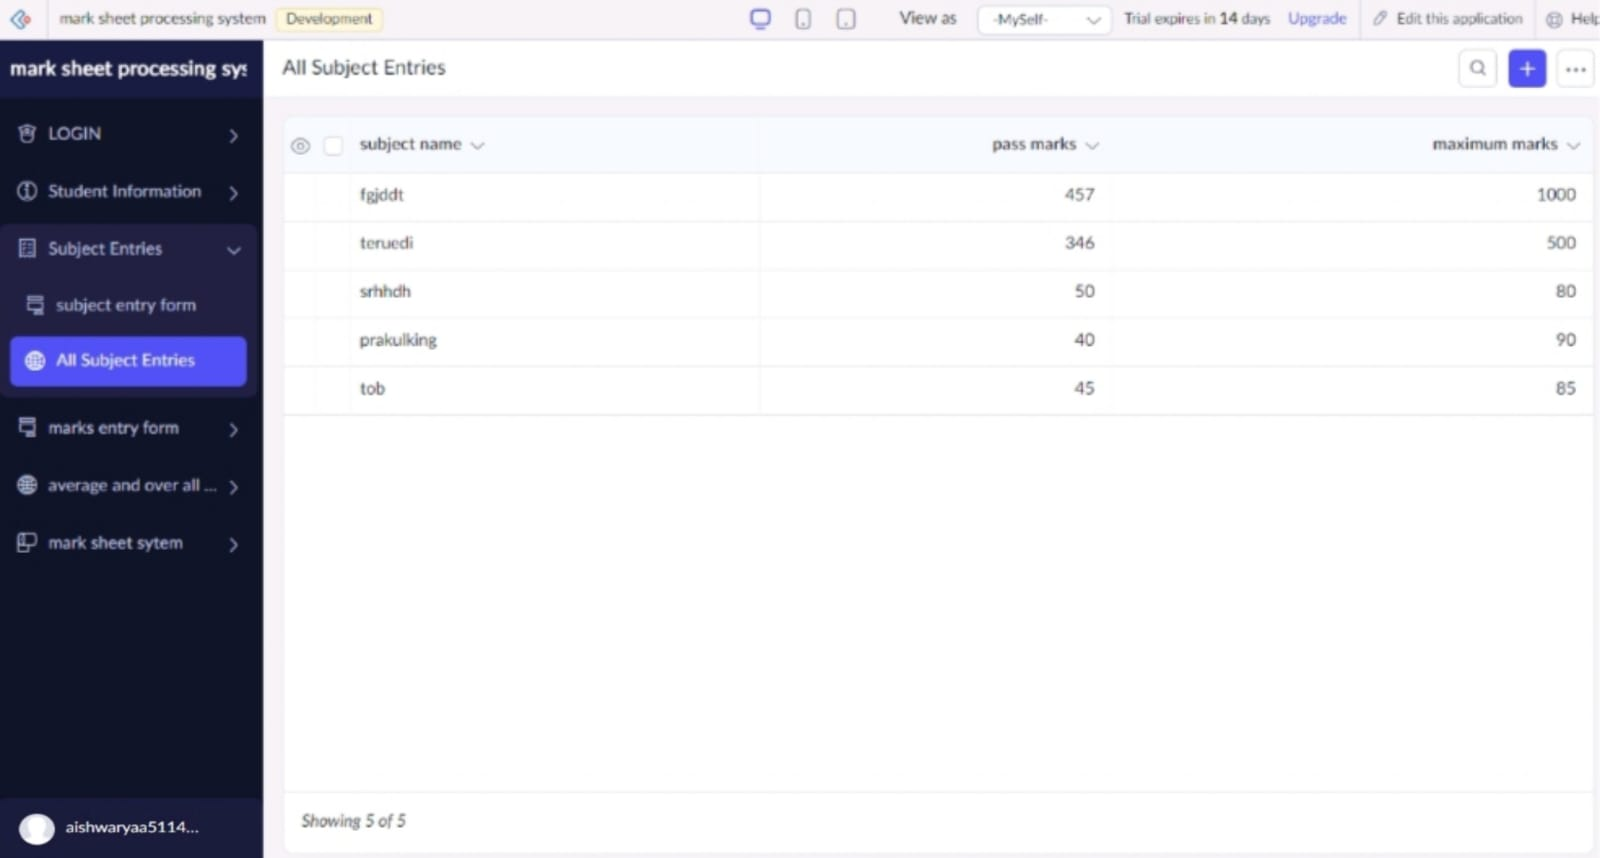 mark sheet processing system Development View as -MySelf- Trial expires in 14 days Upgrade Edit this application Help
mark sheet processing sys
All Subject Entries
LOGIN
Student Information
Subject Entries
subject entry form
All Subject Entries
marks entry form
average and over all ...
mark sheet sytem
aishwaryaa5114...
subject name pass marks maximum marks
fgjddt 457 1000
teruedi 346 500
srhhdh 50 80
prakulking 40 90
tob 45 85
Showing 5 of 5